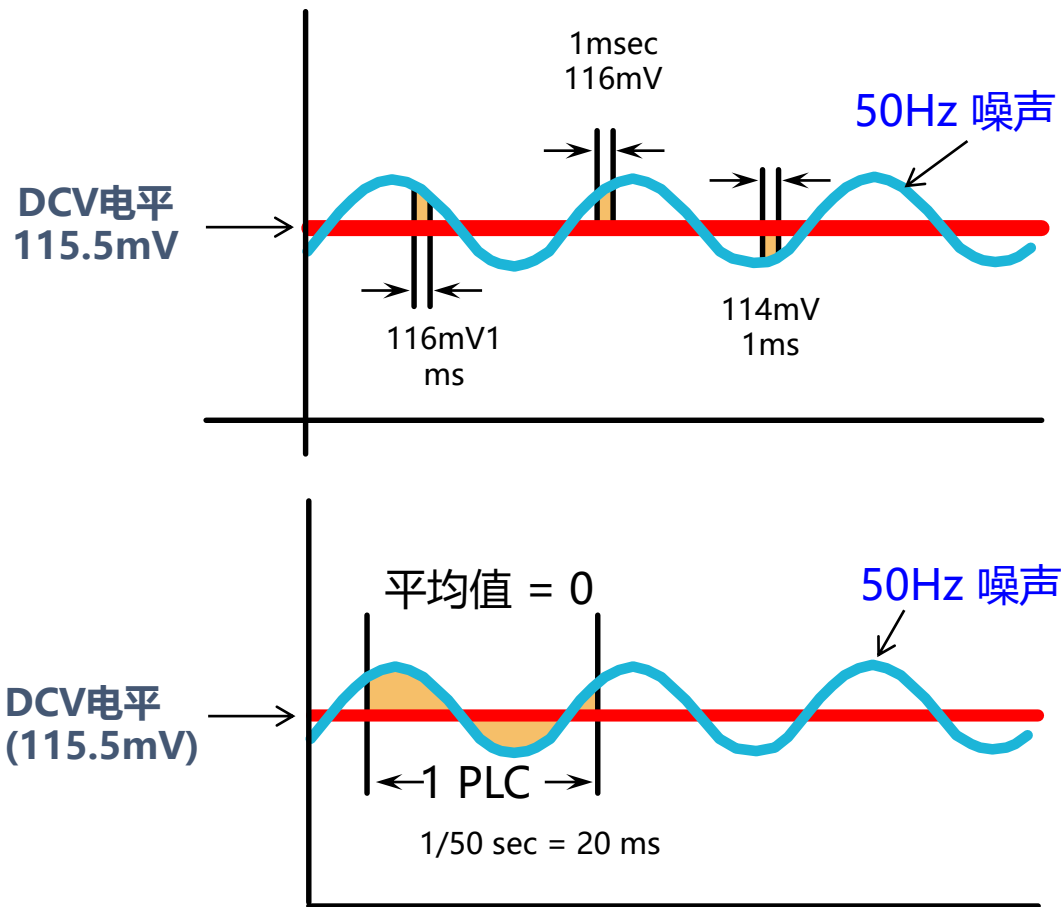 1msec
116mV
50Hz 噪声
DCV电平
115.5mV
116mV1
ms
114mV
1ms
平均值 = 0
50Hz 噪声
DCV电平
(115.5mV)
1 PLC
1/50 sec = 20 ms